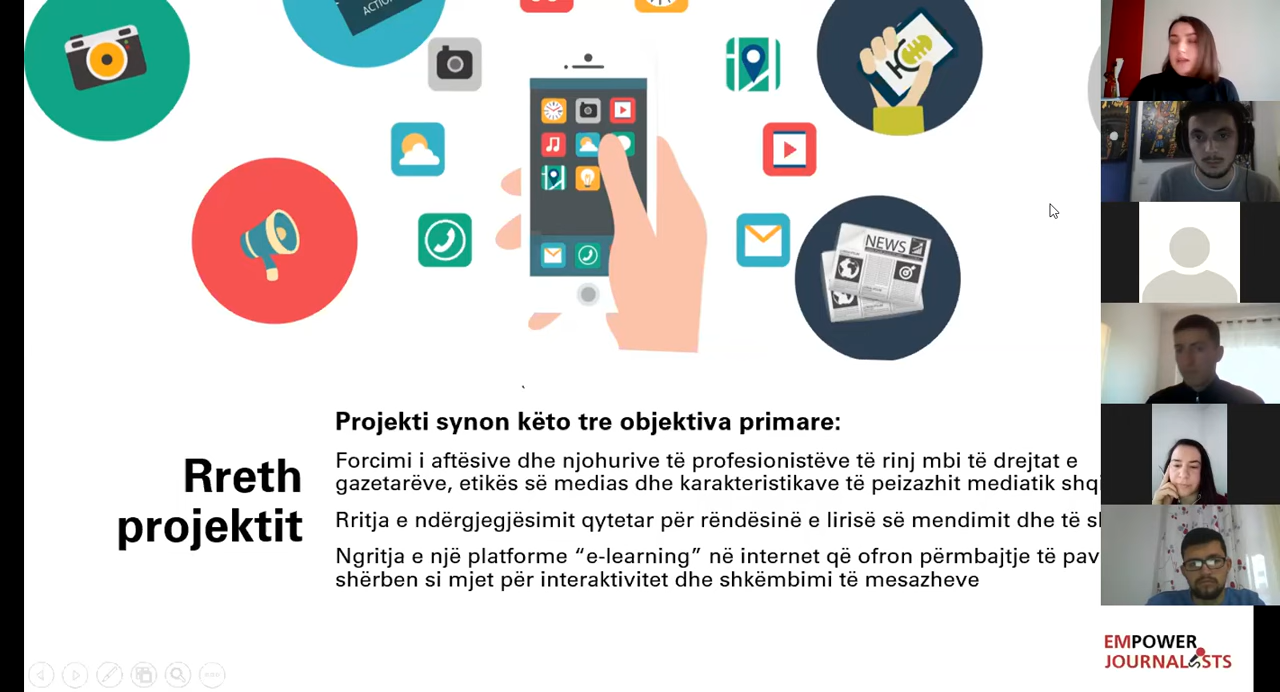 ACTION
NEWS
Projekti synon këto tre objektiva primare:
Rreth
projektit
Forcimi i aftësive dhe njohurive të profesionistëve të rinj mbi të drejtat e
gazetarëve, etikës së medias dhe karakteristikave të peizazhit mediatik
Rritja e ndërgjegjësimit qytetar për rëndësinë e lirisë së mendimit dhe të
Ngritja e një platforme “e-learning” në internet që ofron përmbajtje të
shërben si mjet për interaktivitet dhe shkëmbimi të mesazheve
EMPOWER
JOURNALISTS